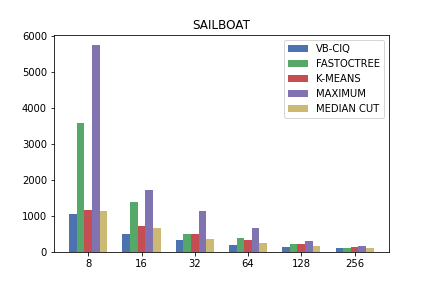 SAILBOAT
6000
5000
4000
3000
2000
1000
0
8 16 32 64 128 256
VB-CIQ
FASTOCTREE
K-MEANS
MAXIMUM
MEDIAN CUT